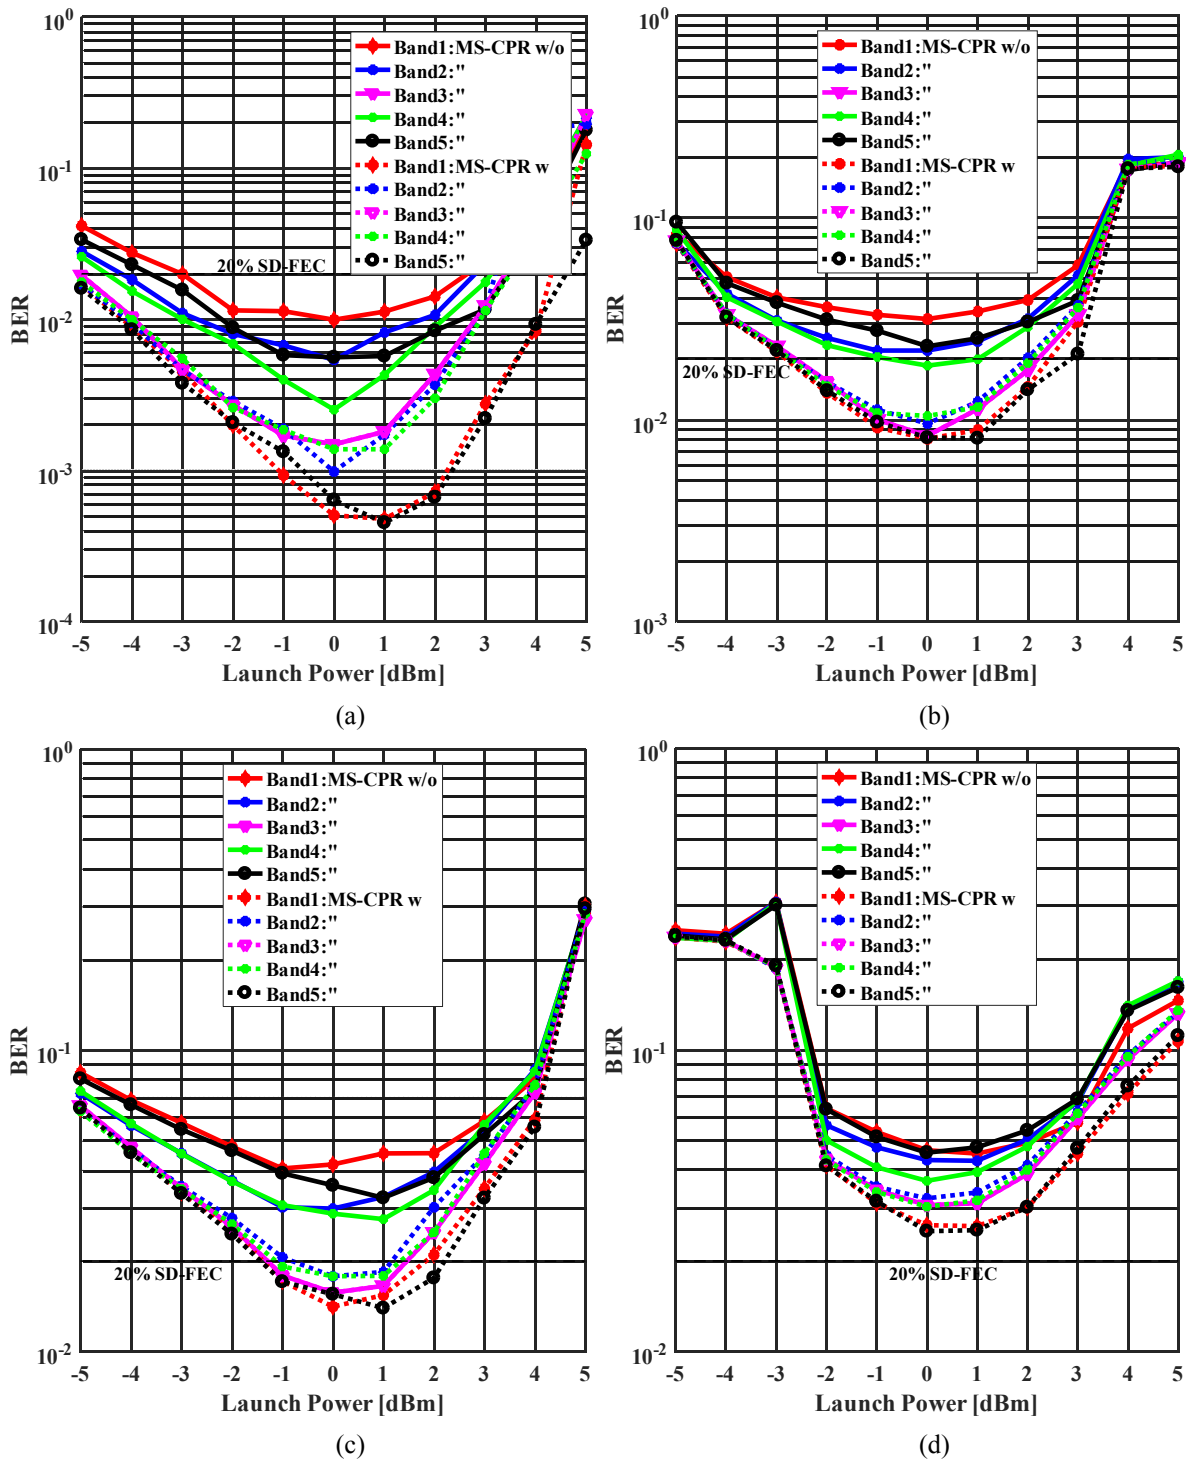 10^0
10^-1
10^-2
10^-3
10^-4
BER
Band1:MS-CPR w/o
Band2:"
Band3:"
Band4:"
Band5:"
Band1:MS-CPR w
Band2:"
Band3:"
Band4:"
Band5:"
20% SD-FEC
-5 -4 -3 -2 -1 0 1 2 3 4 5
Launch Power [dBm]
(a)
10^0
10^-1
10^-2
10^-3
BER
Band1:MS-CPR w/o
Band2:"
Band3:"
Band4:"
Band5:"
Band1:MS-CPR w
Band2:"
Band3:"
Band4:"
Band5:"
20% SD-FEC
-5 -4 -3 -2 -1 0 1 2 3 4 5
Launch Power [dBm]
(b)
10^0
10^-1
10^-2
BER
Band1:MS-CPR w/o
Band2:"
Band3:"
Band4:"
Band5:"
Band1:MS-CPR w
Band2:"
Band3:"
Band4:"
Band5:"
20% SD-FEC
-5 -4 -3 -2 -1 0 1 2 3 4 5
Launch Power [dBm]
(c)
10^0
10^-1
10^-2
BER
Band1:MS-CPR w/o
Band2:"
Band3:"
Band4:"
Band5:"
Band1:MS-CPR w
Band2:"
Band3:"
Band4:"
Band5:"
20% SD-FEC
-5 -4 -3 -2 -1 0 1 2 3 4 5
Launch Power [dBm]
(d)